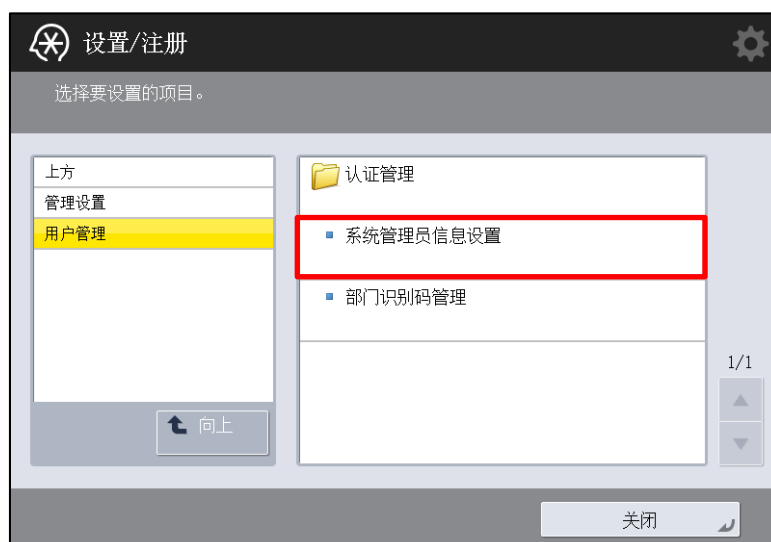 设置/注册
选择要设置的项目。
上方
管理设置
用户管理
向上
认证管理
系统管理员信息设置
部门识别码管理
1/1
关闭